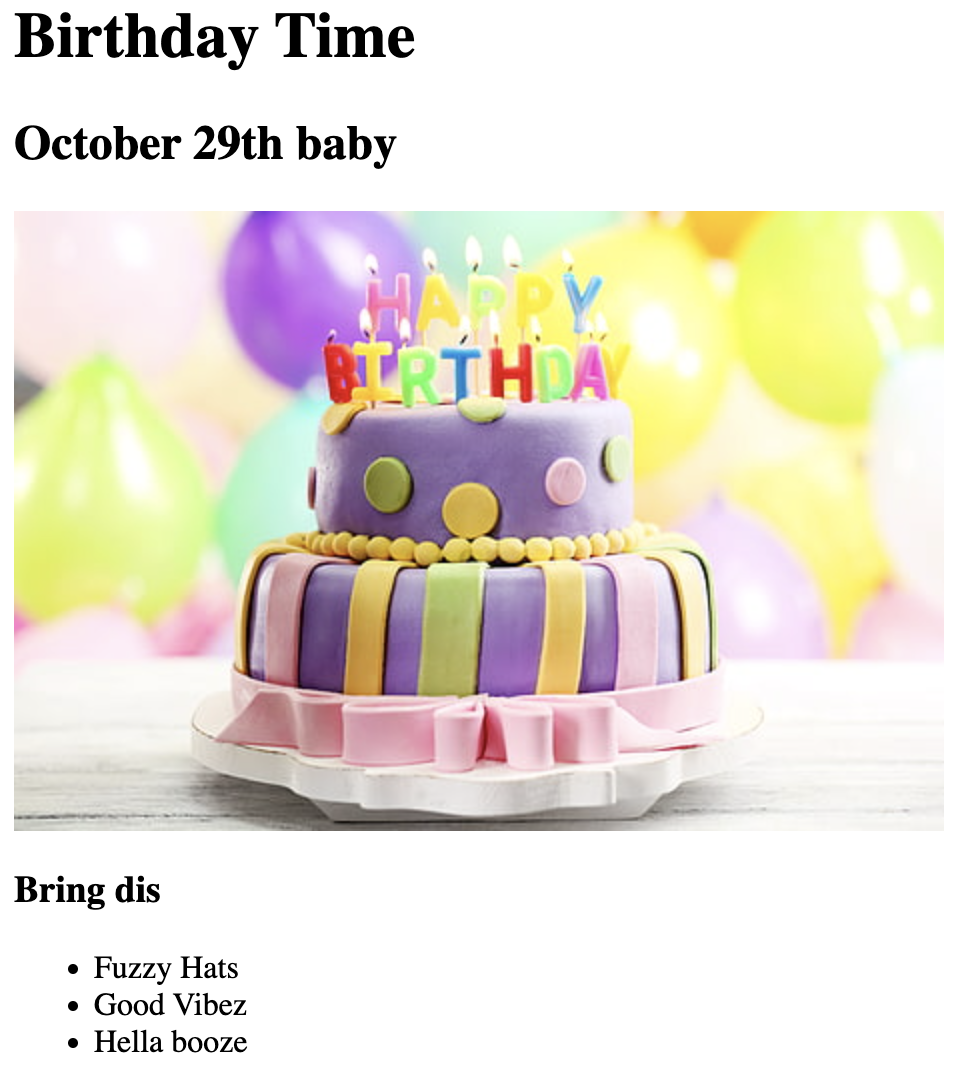 Birthday Time
October 29th baby
HAPPY
BIRTHDAY
Bring dis
Fuzzy Hats
Good Vibez
Hella booze